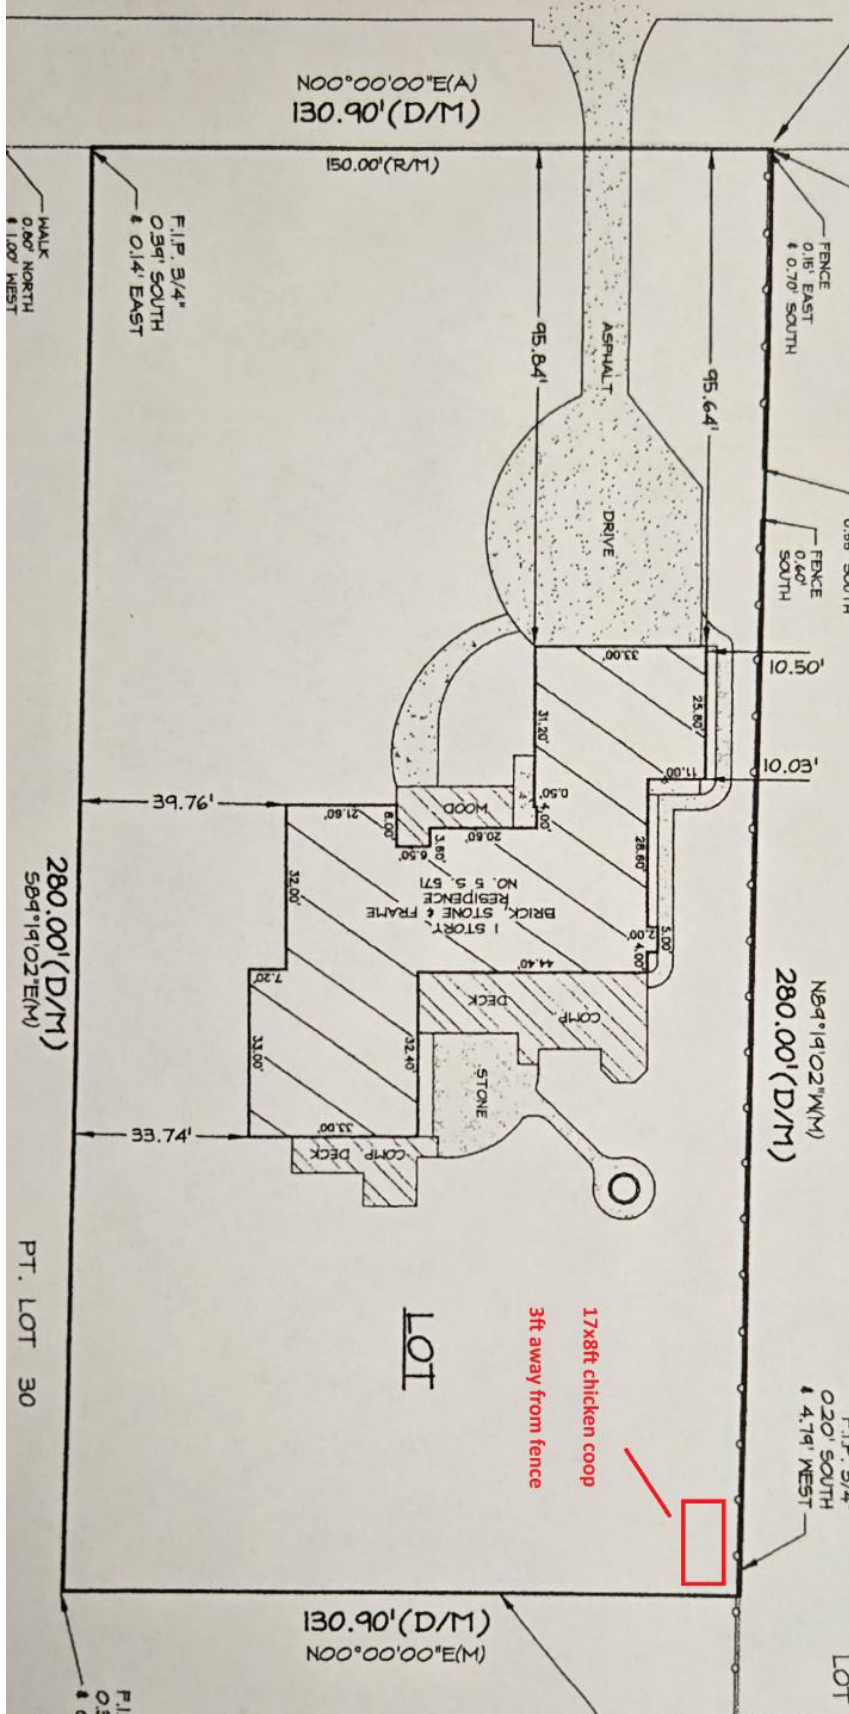 N00°00'00"E(A)
130.90'(D/M)
150.00'(R/M)
F.I.P. 3/4"
0.39' SOUTH
& 0.14' EAST
WALK
0.80' NORTH
& 1.00' WEST
FENCE
0.15' EAST
& 0.70' SOUTH
ASPHALT
DRIVE
95.84'
95.64'
FENCE
0.60'
SOUTH
10.50'
10.03'
33.00'
25.80'
11.00'
31.20'
0.50'
4.00'
WOOD
20.60'
3.80'
6.50'
8.00'
21.60'
28.60'
2.00'
5.00'
4.00'
39.76'
32.00'
1 STORY
BRICK, STONE & FRAME
RESIDENCE
NO. 5 S. 571
44.40'
7.20'
33.00'
32.40'
33.00'
COMP DECK
STONE
COMP DECK
33.74'
280.00'(D/M)
S89°19'02"E(M)
N89°19'02"W(M)
280.00'(D/M)
PT. LOT 30
LOT
17x8ft chicken coop
3ft away from fence
F.I.P. 3/4
0.20' SOUTH
& 4.79' WEST
130.90'(D/M)
N00°00'00"E(M)
LOT